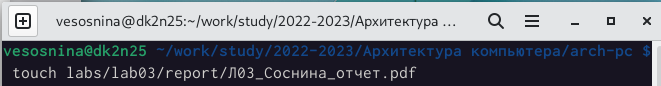 vesosnina@dk2n25:~/work/study/2022-2023/Архитектура ...
vesosnina@dk2n25 ~/work/study/2022-2023/Архитектура компьютера/arch-pc $
touch labs/lab03/report/Л03_Соснина_отчет.pdf